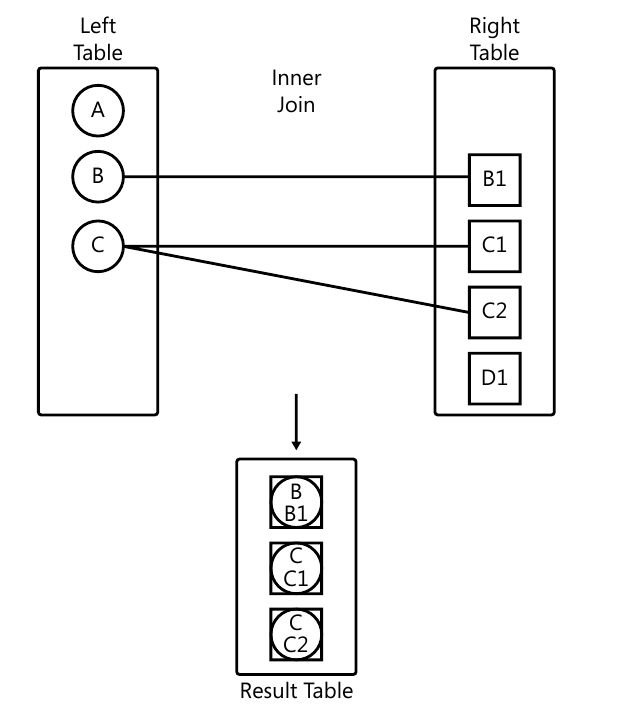 Left
Table
Inner
Join
Right
Table
A
B
C
B1
C1
C2
D1
B
B1
C
C1
C
C2
Result Table